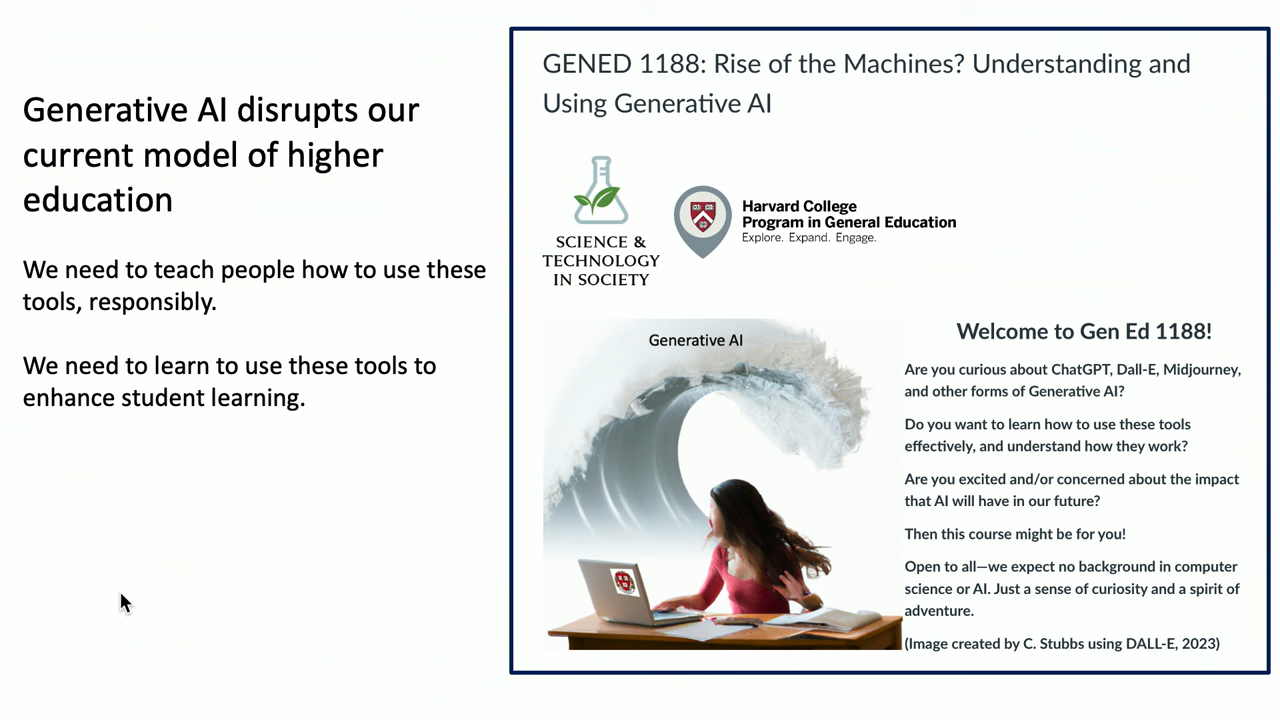 Generative AI disrupts our
current model of higher
education
We need to teach people how to use these
tools, responsibly.
We need to learn to use these tools to
enhance student learning.
GENED 1188: Rise of the Machines? Understanding and
Using Generative AI
SCIENCE &
TECHNOLOGY
IN SOCIETY
Harvard College
Program in General Education
Explore. Expand. Engage.
Generative AI
Welcome to Gen Ed 1188!
Are you curious about ChatGPT, Dall-E, Midjourney,
and other forms of Generative AI?
Do you want to learn how to use these tools
effectively, and understand how they work?
Are you excited and/or concerned about the impact
that AI will have in our future?
Then this course might be for you!
Open to all—we expect no background in computer
science or AI. Just a sense of curiosity and a spirit of
adventure.
(Image created by C. Stubbs using DALL-E, 2023)